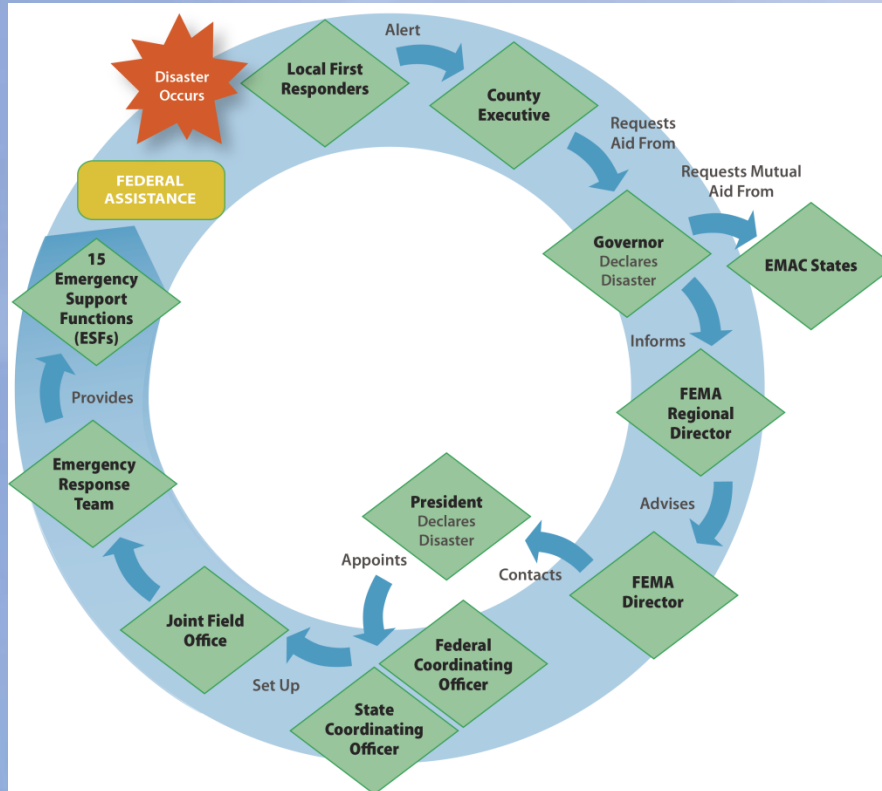 Disaster
Occurs
Local First
Responders
Alert
County
Executive
Requests
Aid From
Governor
Declares
Disaster
Requests Mutual
Aid From
EMAC States
Informs
FEMA
Regional
Director
Advises
FEMA
Director
Contacts
President
Declares
Disaster
Appoints
Federal
Coordinating
Officer
State
Coordinating
Officer
Set Up
Joint Field
Office
Emergency
Response
Team
Provides
15
Emergency
Support
Functions
(ESFs)
FEDERAL
ASSISTANCE